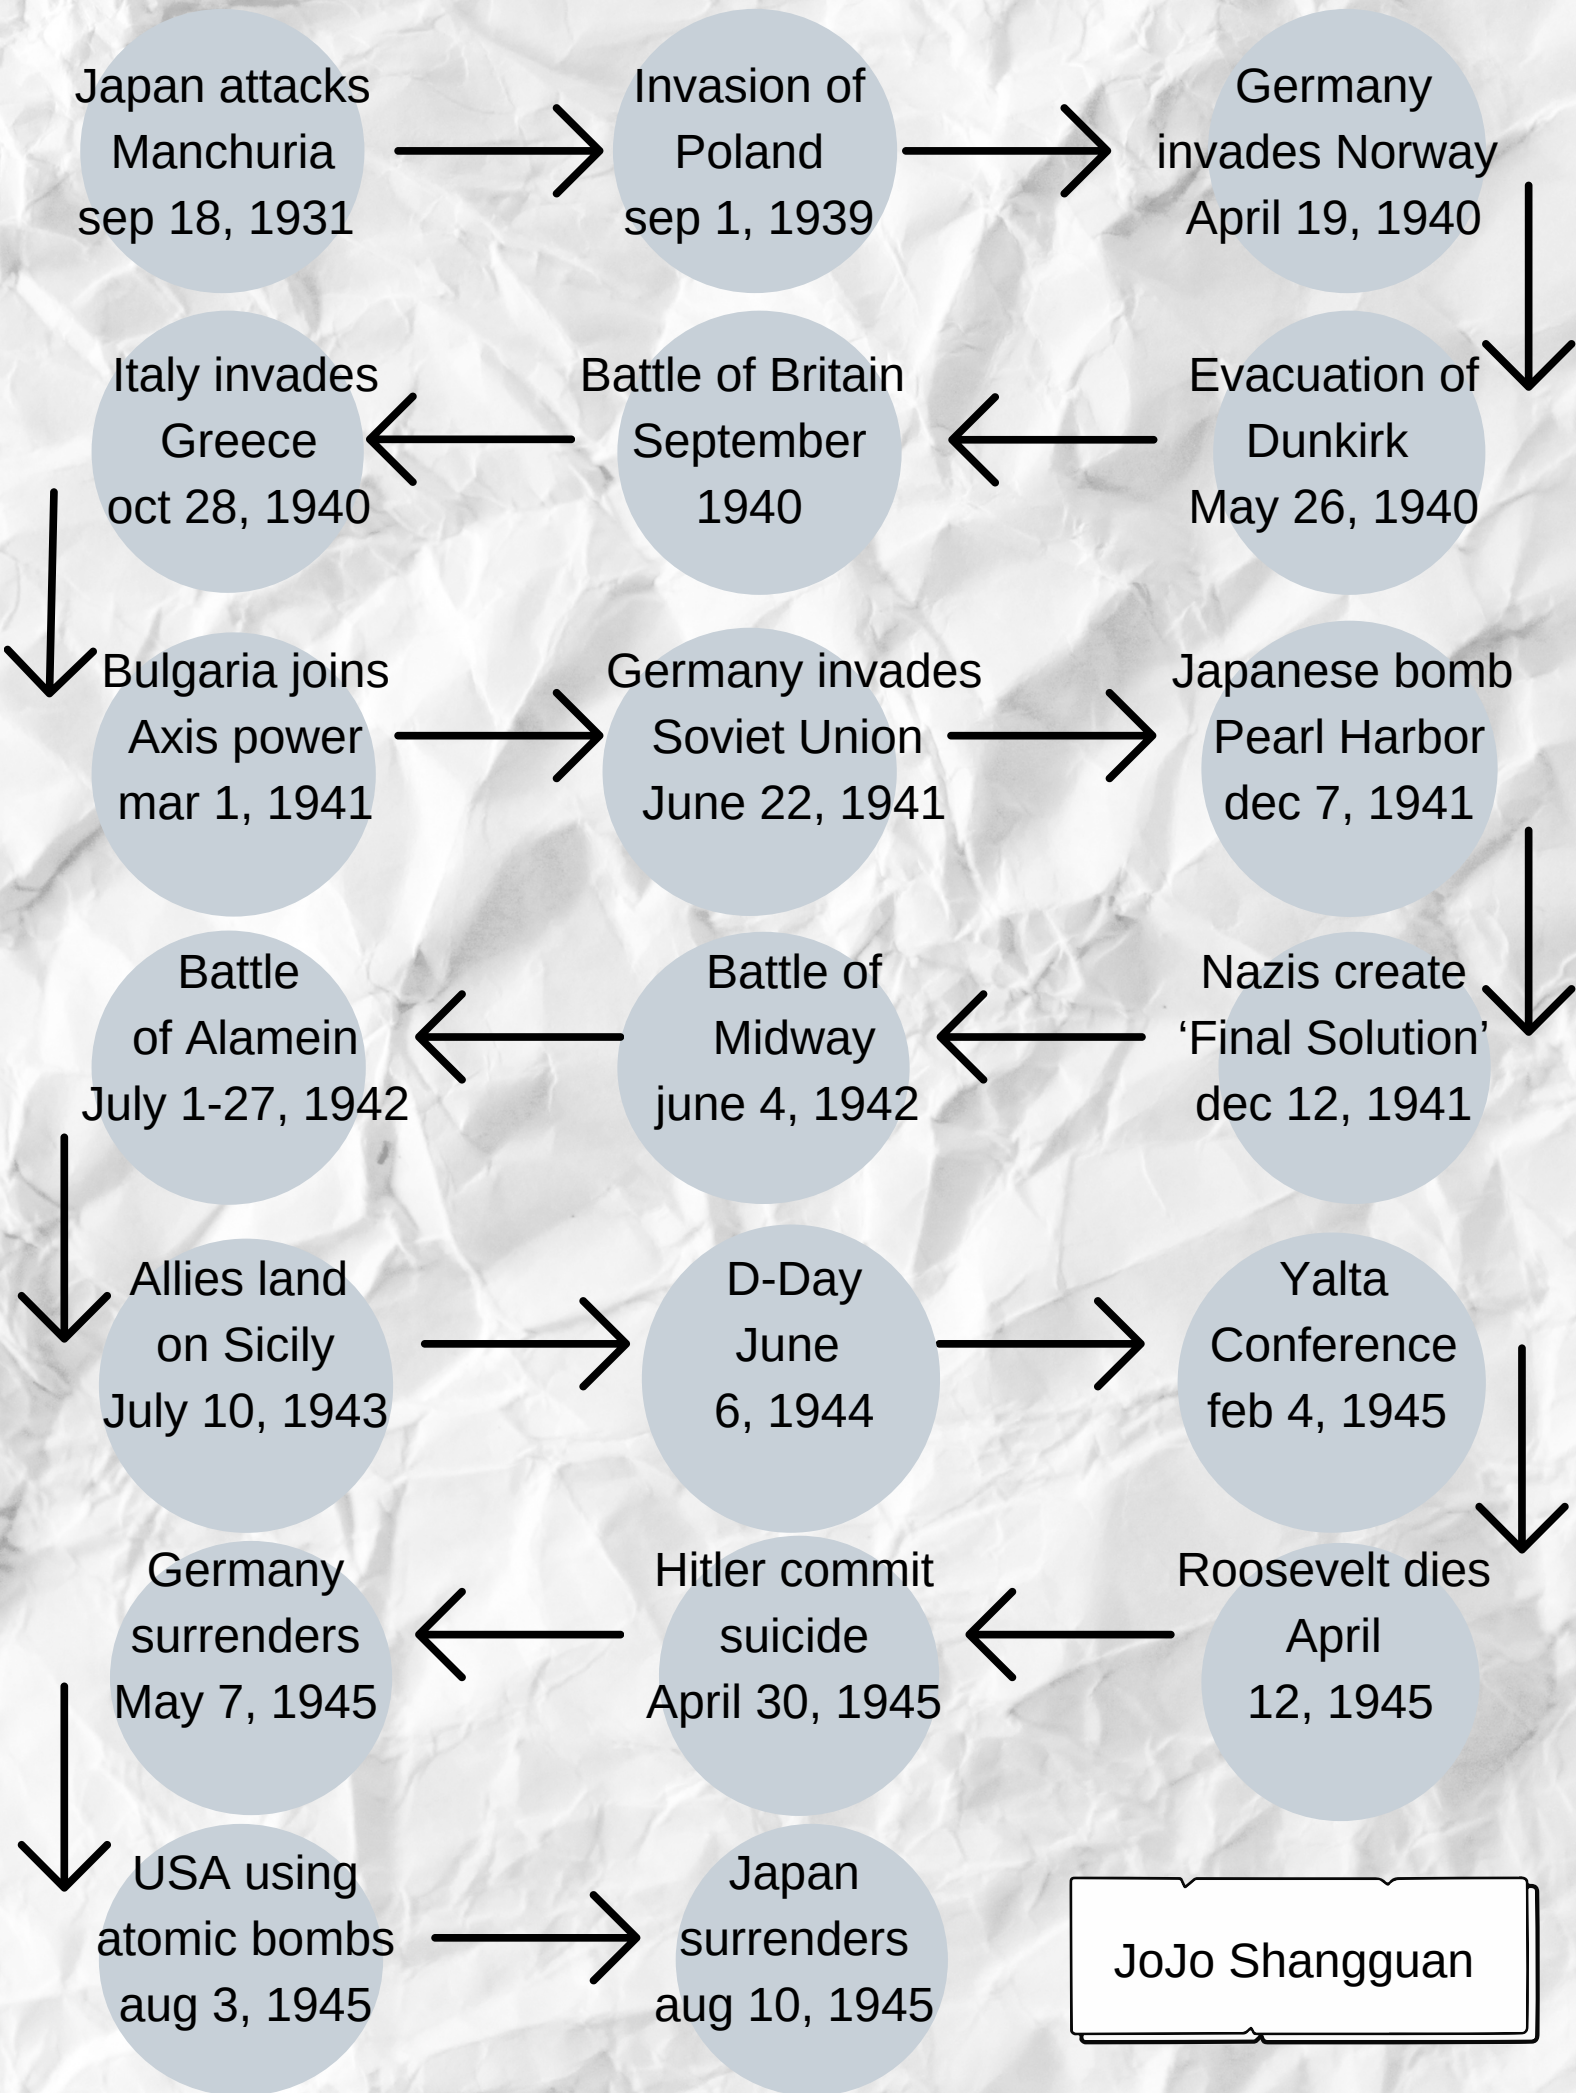 Japan attacks
Manchuria
sep 18, 1931
Invasion of
Poland
sep 1, 1939
Germany
invades Norway
April 19, 1940
Evacuation of
Dunkirk
May 26, 1940
Battle of Britain
September
1940
Italy invades
Greece
oct 28, 1940
Bulgaria joins
Axis power
mar 1, 1941
Germany invades
Soviet Union
June 22, 1941
Japanese bomb
Pearl Harbor
dec 7, 1941
Nazis create
‘Final Solution’
dec 12, 1941
Battle of
Midway
june 4, 1942
Battle
of Alamein
July 1-27, 1942
Allies land
on Sicily
July 10, 1943
D-Day
June
6, 1944
Yalta
Conference
feb 4, 1945
Roosevelt dies
April
12, 1945
Hitler commit
suicide
April 30, 1945
Germany
surrenders
May 7, 1945
USA using
atomic bombs
aug 3, 1945
Japan
surrenders
aug 10, 1945
JoJo Shangguan